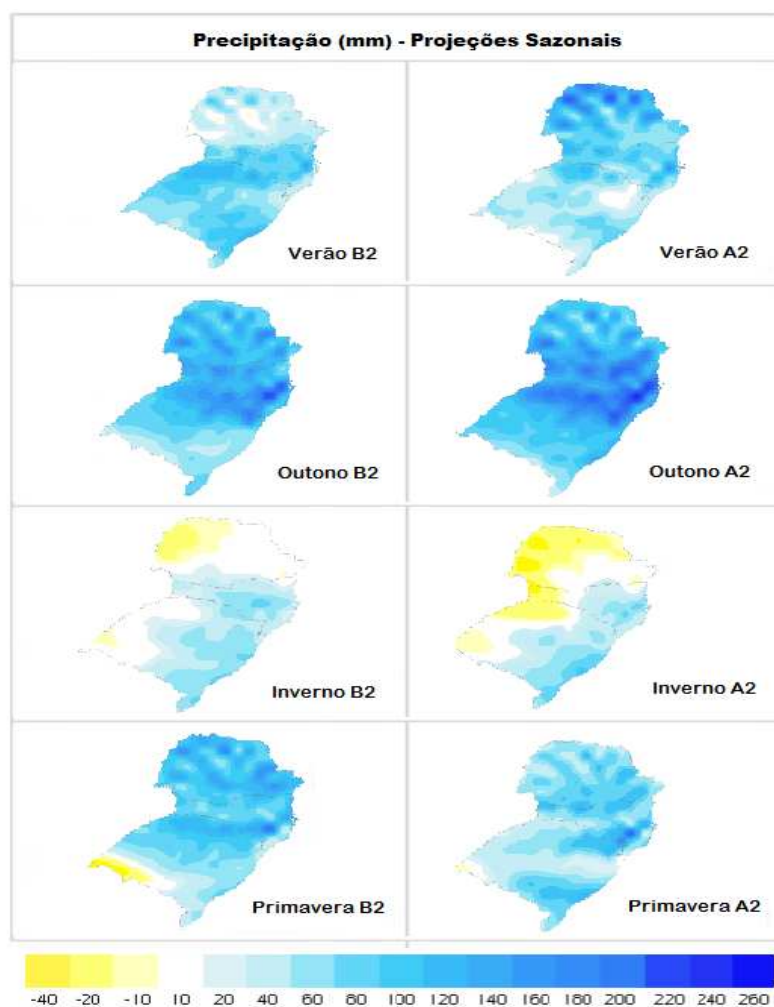 Precipitação (mm) - Projeções Sazonais
Verão B2
Verão A2
Outono B2
Outono A2
Inverno B2
Inverno A2
Primavera B2
Primavera A2
-40 -20 -10 10 20 40 60 80 100 120 140 160 180 200 220 240 260